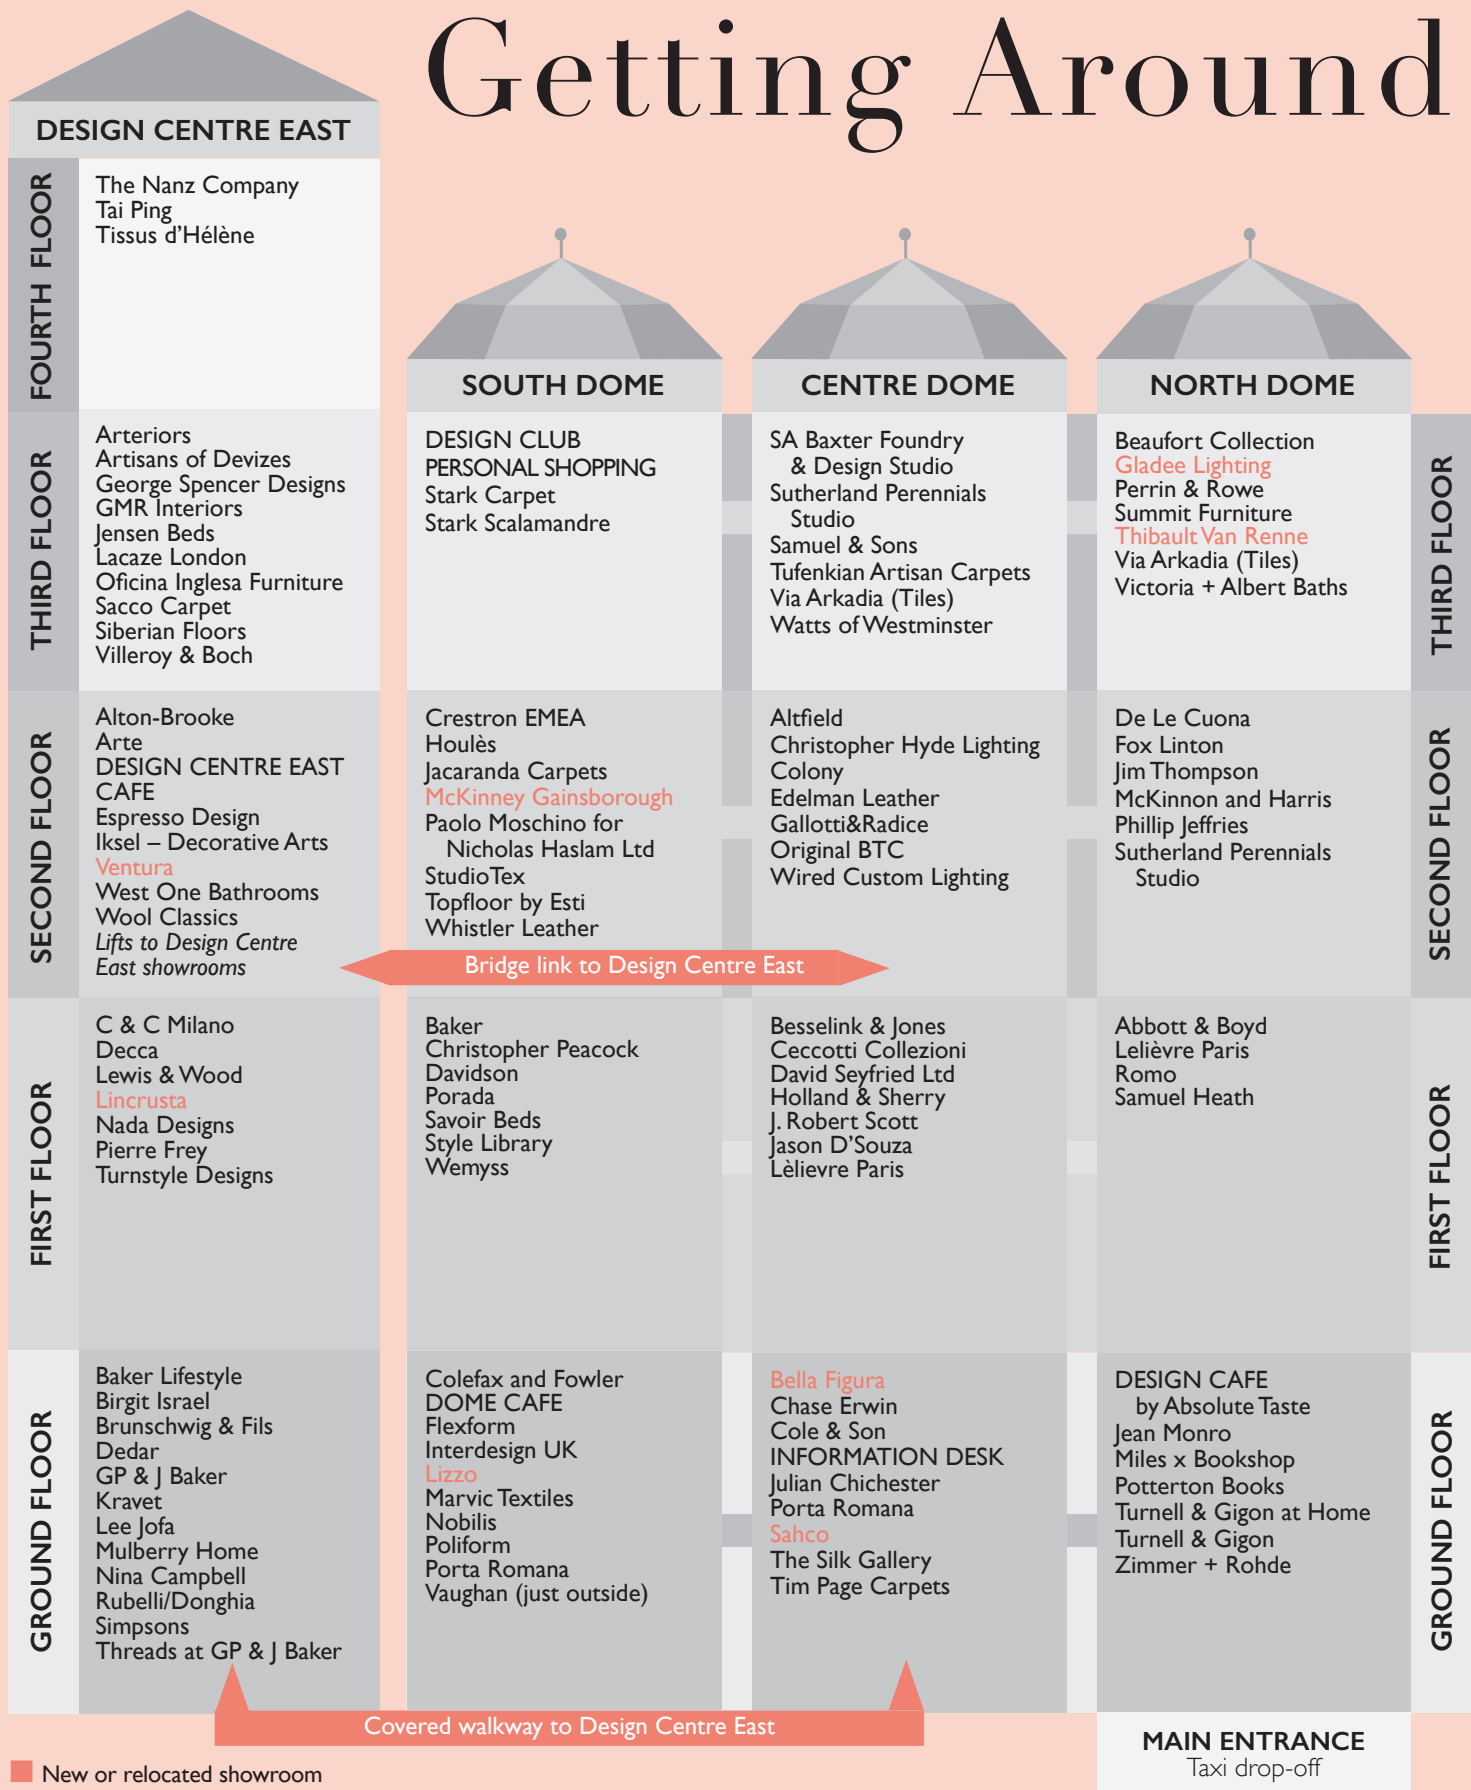 Getting Around
DESIGN CENTRE EAST
FOURTH FLOOR
The Nanz Company
Tai Ping
Tissus d'Hélène
THIRD FLOOR
Arteriors
Artisans of Devizes
George Spencer Designs
GMR Interiors
Jensen Beds
Lacaze London
Oficina Inglesa Furniture
Sacco Carpet
Siberian Floors
Villeroy & Boch
SECOND FLOOR
Alton-Brooke
Arte
DESIGN CENTRE EAST
CAFE
Espresso Design
Iksel – Decorative Arts
Ventura
West One Bathrooms
Wool Classics
Lifts to Design Centre
East showrooms
FIRST FLOOR
C & C Milano
Decca
Lewis & Wood
Lincrusta
Nada Designs
Pierre Frey
Turnstyle Designs
GROUND FLOOR
Baker Lifestyle
Birgit Israel
Brunschwig & Fils
Dedar
GP & J Baker
Kravet
Lee Jofa
Mulberry Home
Nina Campbell
Rubelli/Donghia
Simpsons
Threads at GP & J Baker
SOUTH DOME
DESIGN CLUB
PERSONAL SHOPPING
Stark Carpet
Stark Scalamandre
Crestron EMEA
Houlès
Jacaranda Carpets
McKinney Gainsborough
Paolo Moschino for
Nicholas Haslam Ltd
StudioTex
Topfloor by Esti
Whistler Leather
Bridge link to Design Centre East
Baker
Christopher Peacock
Davidson
Porada
Savoir Beds
Style Library
Wemyss
Colefax and Fowler
DOME CAFE
Flexform
Interdesign UK
Lizzo
Marvic Textiles
Nobilis
Poliform
Porta Romana
Vaughan (just outside)
CENTRE DOME
SA Baxter Foundry
& Design Studio
Sutherland Perennials
Studio
Samuel & Sons
Tufenkian Artisan Carpets
Via Arkadia (Tiles)
Watts of Westminster
Altfield
Christopher Hyde Lighting
Colony
Edelman Leather
Gallotti&Radice
Original BTC
Wired Custom Lighting
Besselink & Jones
Ceccotti Collezioni
David Seyfried Ltd
Holland & Sherry
J. Robert Scott
Jason D'Souza
Lèlievre Paris
Bella Figura
Chase Erwin
Cole & Son
INFORMATION DESK
Julian Chichester
Porta Romana
Sahco
The Silk Gallery
Tim Page Carpets
NORTH DOME
THIRD FLOOR
Beaufort Collection
Gladee Lighting
Perrin & Rowe
Summit Furniture
Thibault Van Renne
Via Arkadia (Tiles)
Victoria + Albert Baths
SECOND FLOOR
De Le Cuona
Fox Linton
Jim Thompson
McKinnon and Harris
Phillip Jeffries
Sutherland Perennials
Studio
FIRST FLOOR
Abbott & Boyd
Lelièvre Paris
Romo
Samuel Heath
GROUND FLOOR
DESIGN CAFE
by Absolute Taste
Jean Monro
Miles x Bookshop
Potterton Books
Turnell & Gigon at Home
Turnell & Gigon
Zimmer + Rohde
Covered walkway to Design Centre East
MAIN ENTRANCE
Taxi drop-off
New or relocated showroom